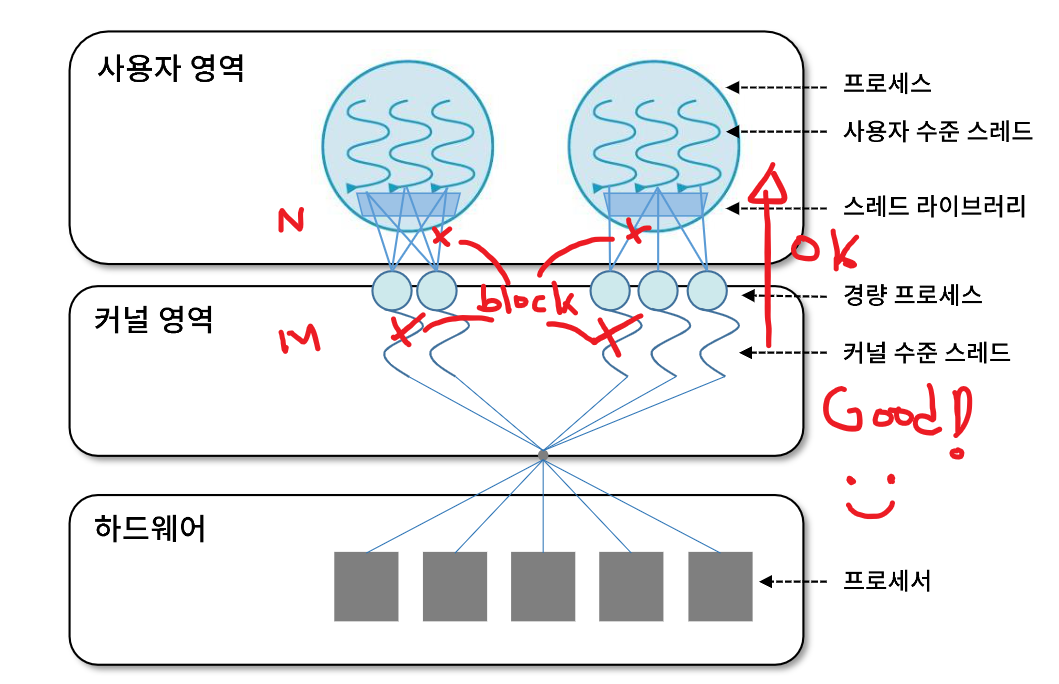 사용자 영역
프로세스
사용자 수준 스레드
스레드 라이브러리
N
OK
block
경량 프로세스
커널 영역
M
커널 수준 스레드
Good!
하드웨어
프로세서